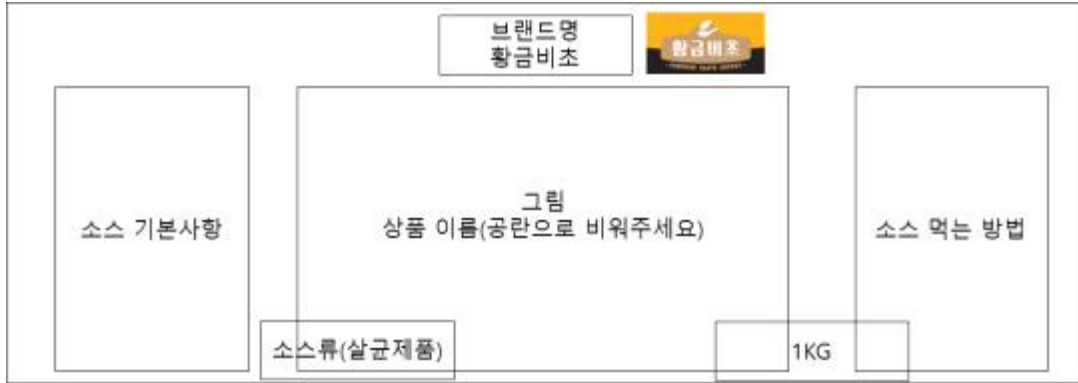 브랜드명
황금비초
황금비초
소스 기본사항
그림
상품 이름(공란으로 비워주세요)
소스 먹는 방법
소스류(살균제품)
1KG